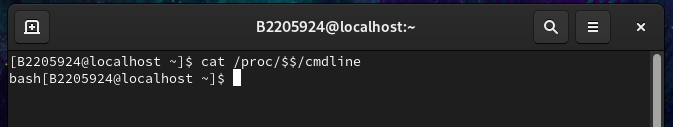 B2205924@localhost:~
[B2205924@localhost ~]$ cat /proc/$$/cmdline
bash[B2205924@localhost ~]$